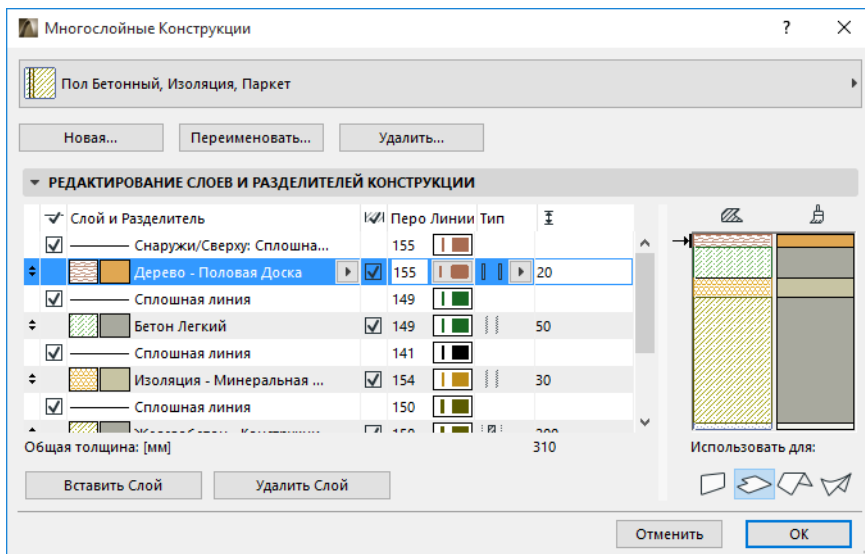 Многослойные Конструкции ?
Пол Бетонный, Изоляция, Паркет
Новая... Переименовать... Удалить...
РЕДАКТИРОВАНИЕ СЛОЕВ И РАЗДЕЛИТЕЛЕЙ КОНСТРУКЦИИ
Слой и Разделитель Перо Линии Тип
Снаружи/Сверху: Сплошна... 155
Дерево - Половая Доска 155 20
Сплошная линия 149
Бетон Легкий 149 50
Сплошная линия 141
Изоляция - Минеральная ... 154 30
Сплошная линия 150
Общая толщина: [мм] 310
Использовать для:
Вставить Слой Удалить Слой
Отменить OK